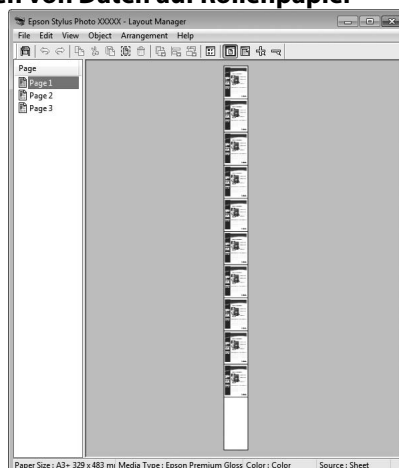 en von Daten auf Rollenpapier
Epson Stylus Photo XXXXX - Layout Manager
File Edit View Object Arrangement Help
Page
Page 1
Page 2
Page 3
Paper Size : A3+ 329 x 483 mi Media Type : Epson Premium Gloss Color : Color Source : Sheet